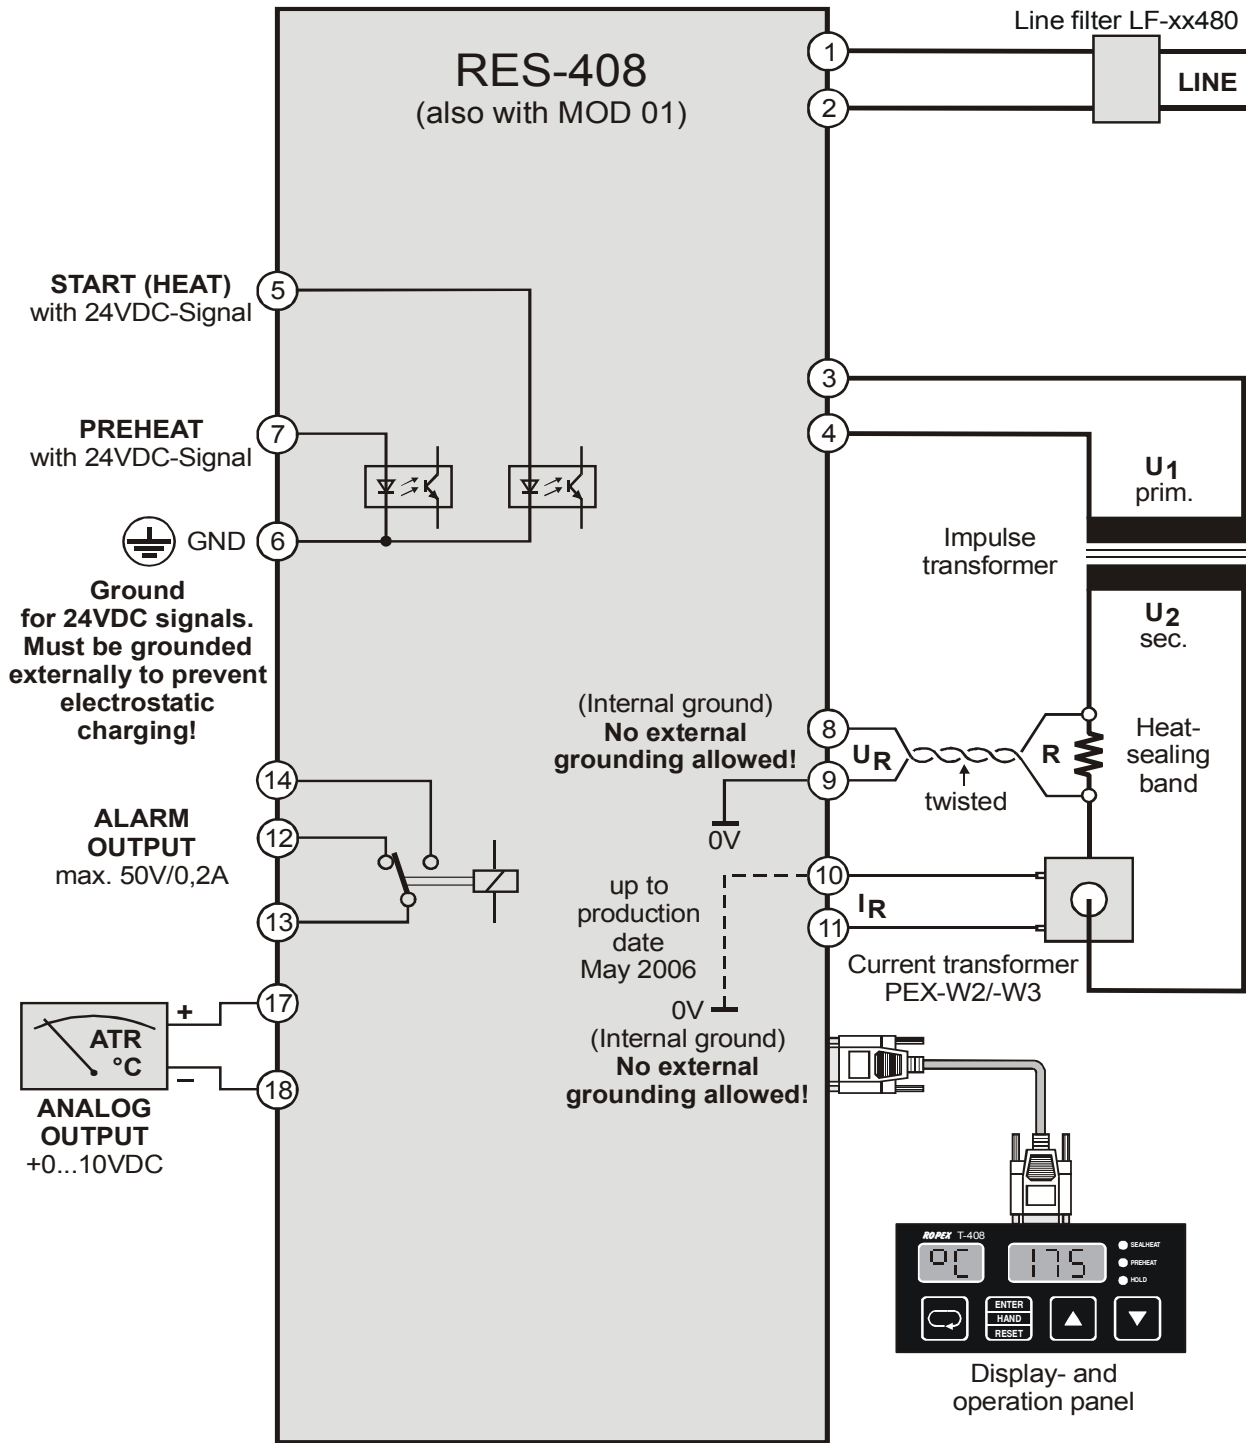 Line filter LF-xx480
RES-408
(also with MOD 01)
1
2
LINE
START (HEAT)
with 24VDC-Signal
5
3
4
PREHEAT
with 24VDC-Signal
7
U1
prim.
GND
6
Impulse
transformer
Ground
for 24VDC signals.
Must be grounded
externally to prevent
electrostatic
charging!
U2
sec.
(Internal ground)
No external
grounding allowed!
8
9
UR
twisted
R
Heat-
sealing
band
0V
14
12
13
ALARM
OUTPUT
max. 50V/0,2A
up to
production
date
May 2006
10
11
IR
Current transformer
PEX-W2/-W3
0V
(Internal ground)
No external
grounding allowed!
17
18
+
ATR
°C
–
ANALOG
OUTPUT
+0...10VDC
ROPEX T-408
°C
175
SEALHEAT
PREHEAT
HOLD
ENTER
HAND
RESET
Display- and
operation panel